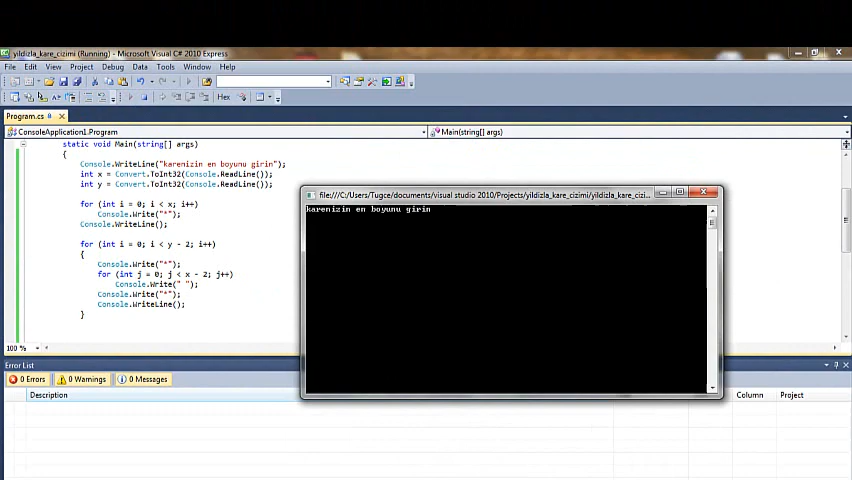 yildizla_kare_cizimi (Running) - Microsoft Visual C# 2010 Express
File Edit View Project Debug Data Tools Window Help
Hex
Program.cs
ConsoleApplication1.Program
Main(string[] args)
static void Main(string[] args)
{
Console.WriteLine("karenizin en boyunu girin");
int x = Convert.ToInt32(Console.ReadLine());
int y = Convert.ToInt32(Console.ReadLine());
for (int i = 0; i < x; i++)
Console.Write("*");
Console.WriteLine();
for (int i = 0; i < y - 2; i++)
{
Console.Write("*");
for (int j = 0; j < x - 2; j++)
Console.Write(" ");
Console.Write("*");
Console.WriteLine();
}
file:///C:/Users/Tugce/documents/visual studio 2010/Projects/yildizla_kare_cizimi/yildizla_kare_cizi...
karenizin en boyunu girin
100 %
Error List
0 Errors
0 Warnings
0 Messages
Description
Column
Project